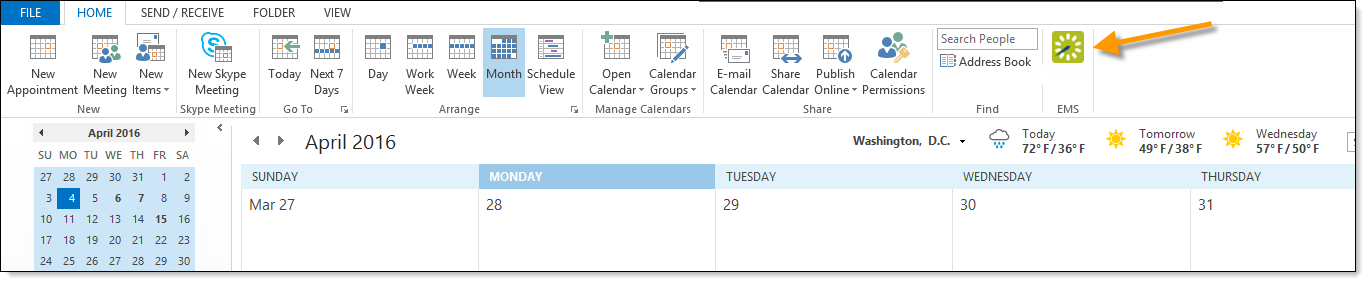 FILE HOME SEND / RECEIVE FOLDER VIEW
New Appointment
New Meeting
New Items
New
New Skype Meeting
Skype Meeting
Today
Next 7 Days
Go To
Day
Work Week
Week
Month
Schedule View
Arrange
Open Calendar
Calendar Groups
Manage Calendars
E-mail Calendar
Share Calendar
Publish Online
Calendar Permissions
Share
Search People
Address Book
Find
EMS
April 2016
SU MO TU WE TH FR SA
27 28 29 30 31 1 2
3 4 5 6 7 8 9
10 11 12 13 14 15 16
17 18 19 20 21 22 23
24 25 26 27 28 29 30
April 2016
Washington, D.C.
Today
72°F/36°F
Tomorrow
49°F/38°F
Wednesday
57°F/50°F
SUNDAY MONDAY TUESDAY WEDNESDAY THURSDAY
Mar 27 28 29 30 31